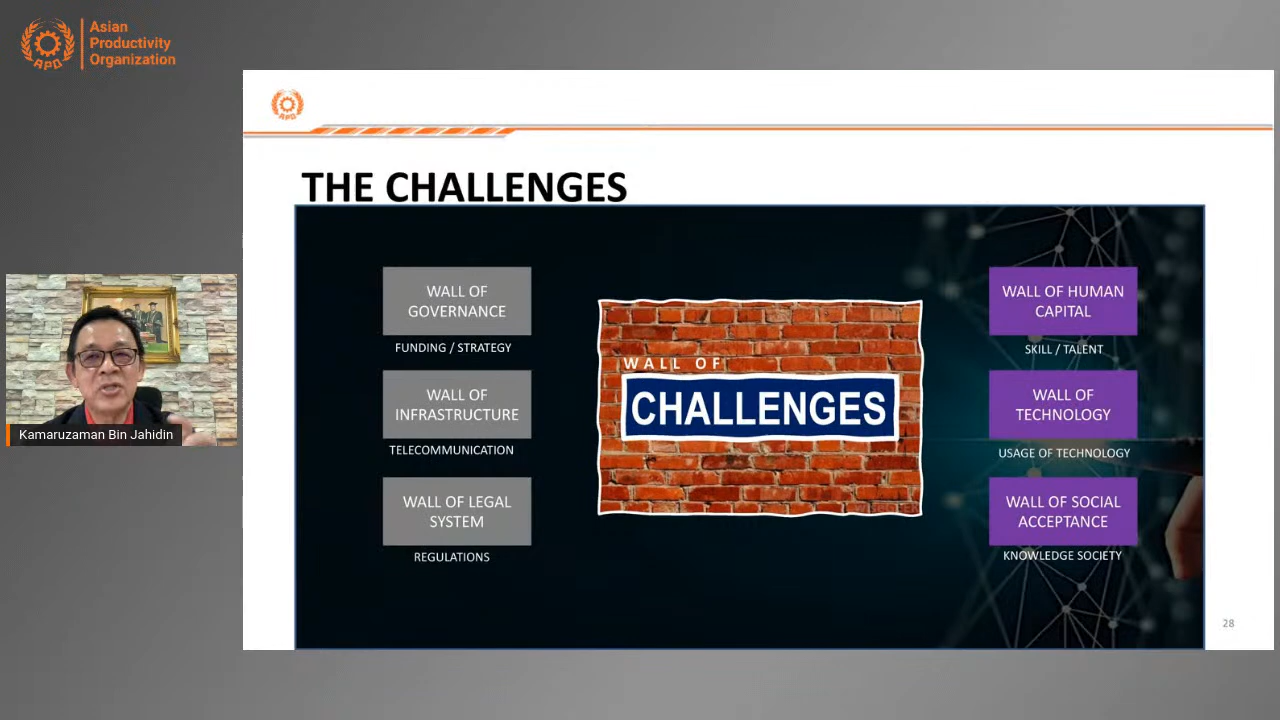 Asian
Productivity
Organization
APO
APO
THE CHALLENGES
WALL OF
GOVERNANCE
FUNDING / STRATEGY
WALL OF
INFRASTRUCTURE
TELECOMMUNICATION
WALL OF LEGAL
SYSTEM
REGULATIONS
WALL OF
CHALLENGES
WALL OF HUMAN
CAPITAL
SKILL / TALENT
WALL OF
TECHNOLOGY
USAGE OF TECHNOLOGY
WALL OF SOCIAL
ACCEPTANCE
KNOWLEDGE SOCIETY
Kamaruzaman Bin Jahidin
28